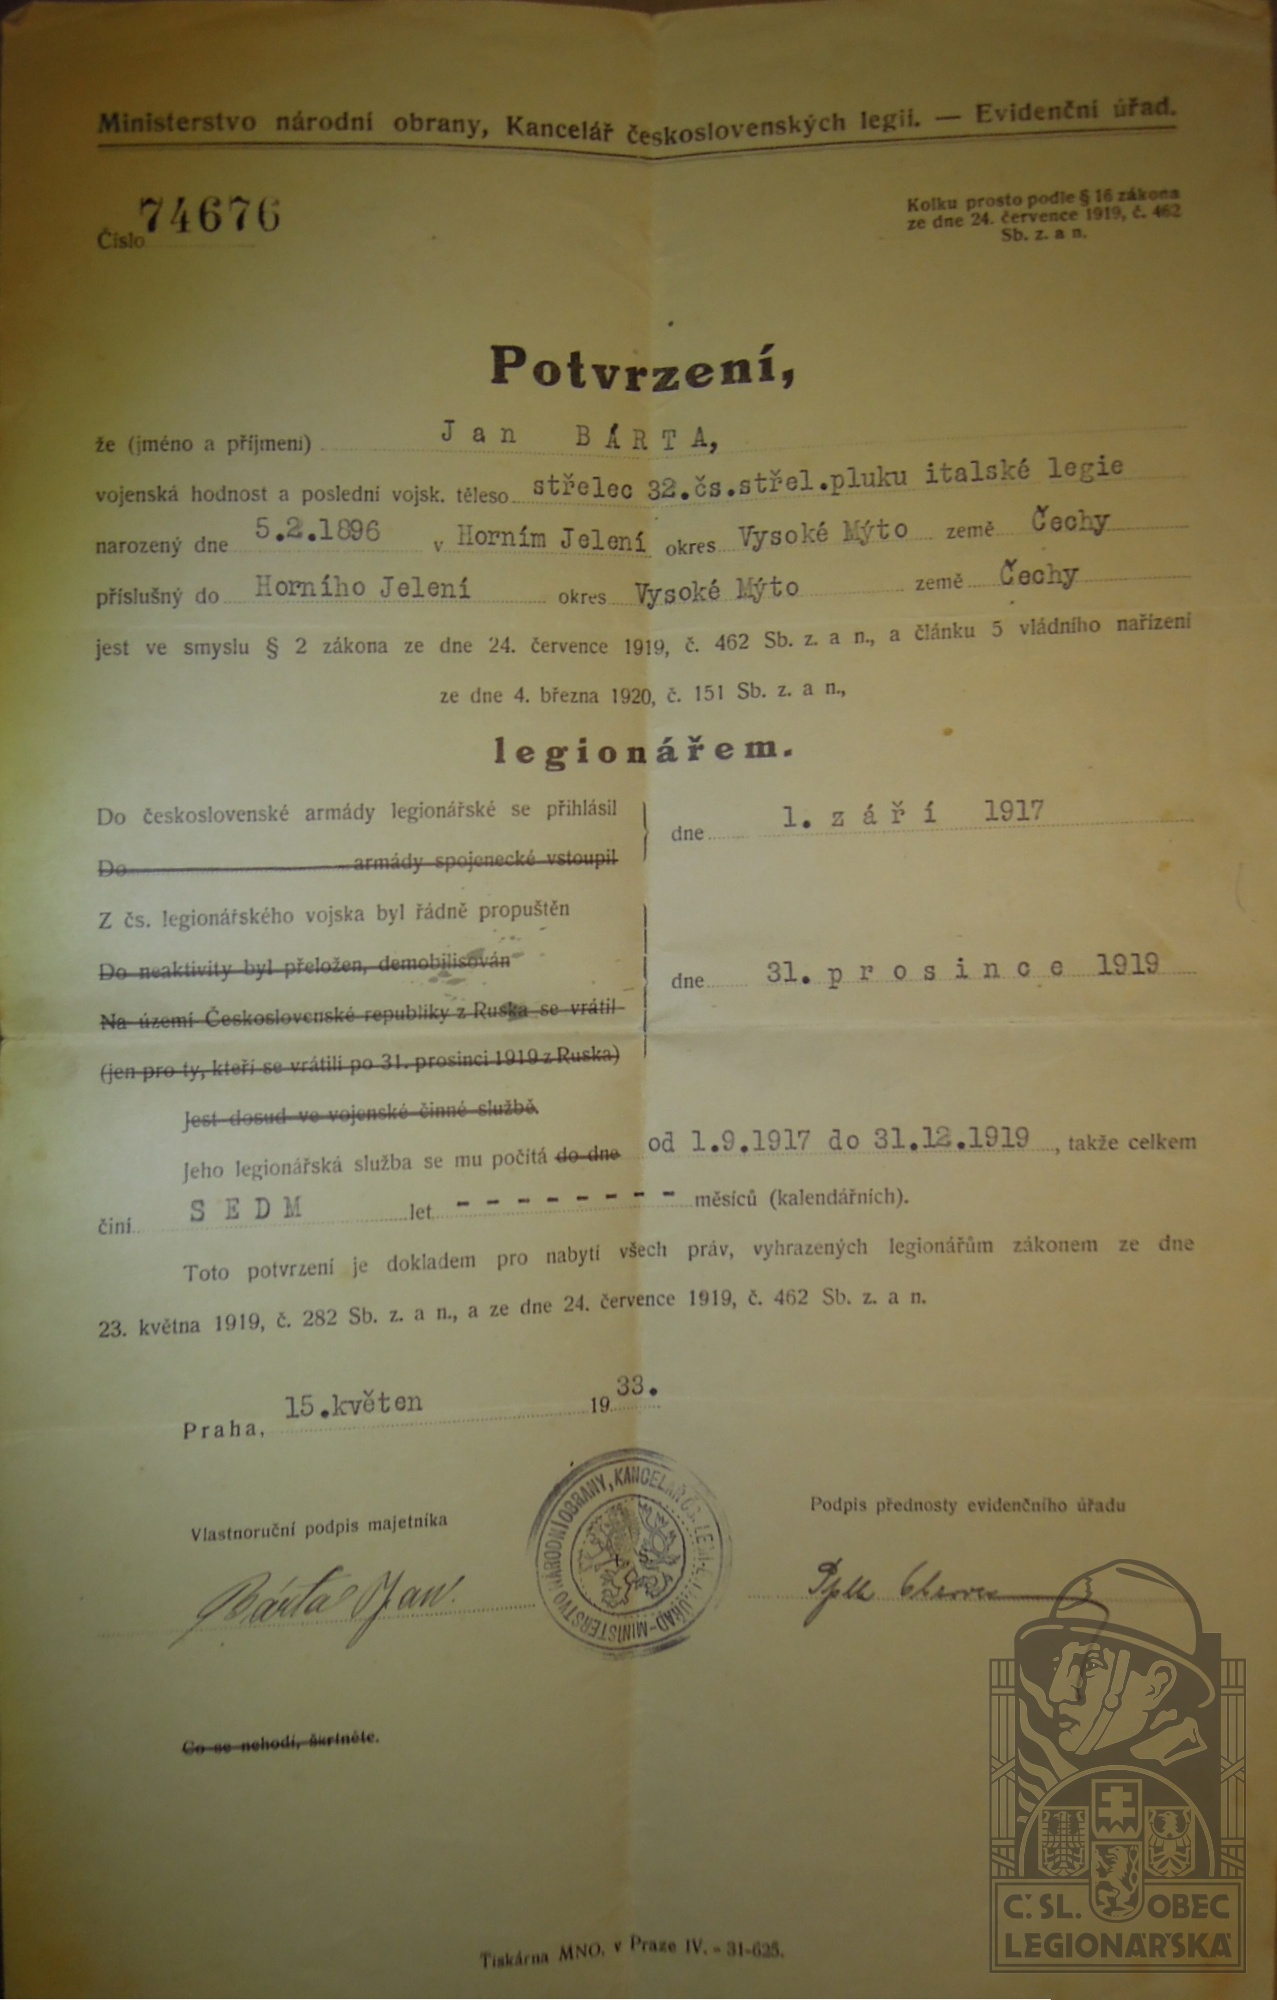 Ministerstvo národní obrany, Kancelář československých legií. — Evidenční úřad.
Číslo 74676
Kolku prosto podle § 16 zákona
ze dne 24. července 1919, č. 462
Sb. z. a n.
Potvrzení,
že (jméno a příjmení) Jan BÁRTA,
vojenská hodnost a poslední vojsk. těleso střelec 32.čs.střel.pluku italské legie
narozený dne 5.2.1896 v Horním Jelení okres Vysoké Mýto země Čechy
příslušný do Horního Jelení okres Vysoké Mýto země Čechy
jest ve smyslu § 2 zákona ze dne 24. července 1919, č. 462 Sb. z. a n., a článku 5 vládního nařízení
ze dne 4. března 1920, č. 151 Sb. z. a n.,
legionářem.
Do československé armády legionářské se přihlásil
Do armády spojenecké vstoupil
dne 1. září 1917
Z čs. legionářského vojska byl řádně propuštěn
Do neaktivity byl přeložen, demobilisován
Na území Československé republiky z Ruska se vrátil
(jen pro ty, kteří se vrátili po 31. prosinci 1919 z Ruska)
dne 31. prosince 1919
Jest dosud ve vojenské činné službě.
Jeho legionářská služba se mu počítá do dne od 1.9.1917 do 31.12.1919, takže celkem
činí SEDM let - - - - - - - - měsíců (kalendářních).
Toto potvrzení je dokladem pro nabytí všech práv, vyhrazených legionářům zákonem ze dne
23. května 1919, č. 282 Sb. z. a n., a ze dne 24. července 1919, č. 462 Sb. z. a n.
Praha, 15.květen 1933.
Vlastnoruční podpis majetníka
Podpis přednosty evidenčního úřadu
Bárta Jan
MINISTERSTVO NÁRODNÍ OBRANY, KANCELÁŘ ČS. LEGIÍ
Co se nehodí, škrtněte.
Tiskárna MNO. v Praze IV. - 31-625.
Č. SL. OBEC
LEGIONÁŘSKÁ